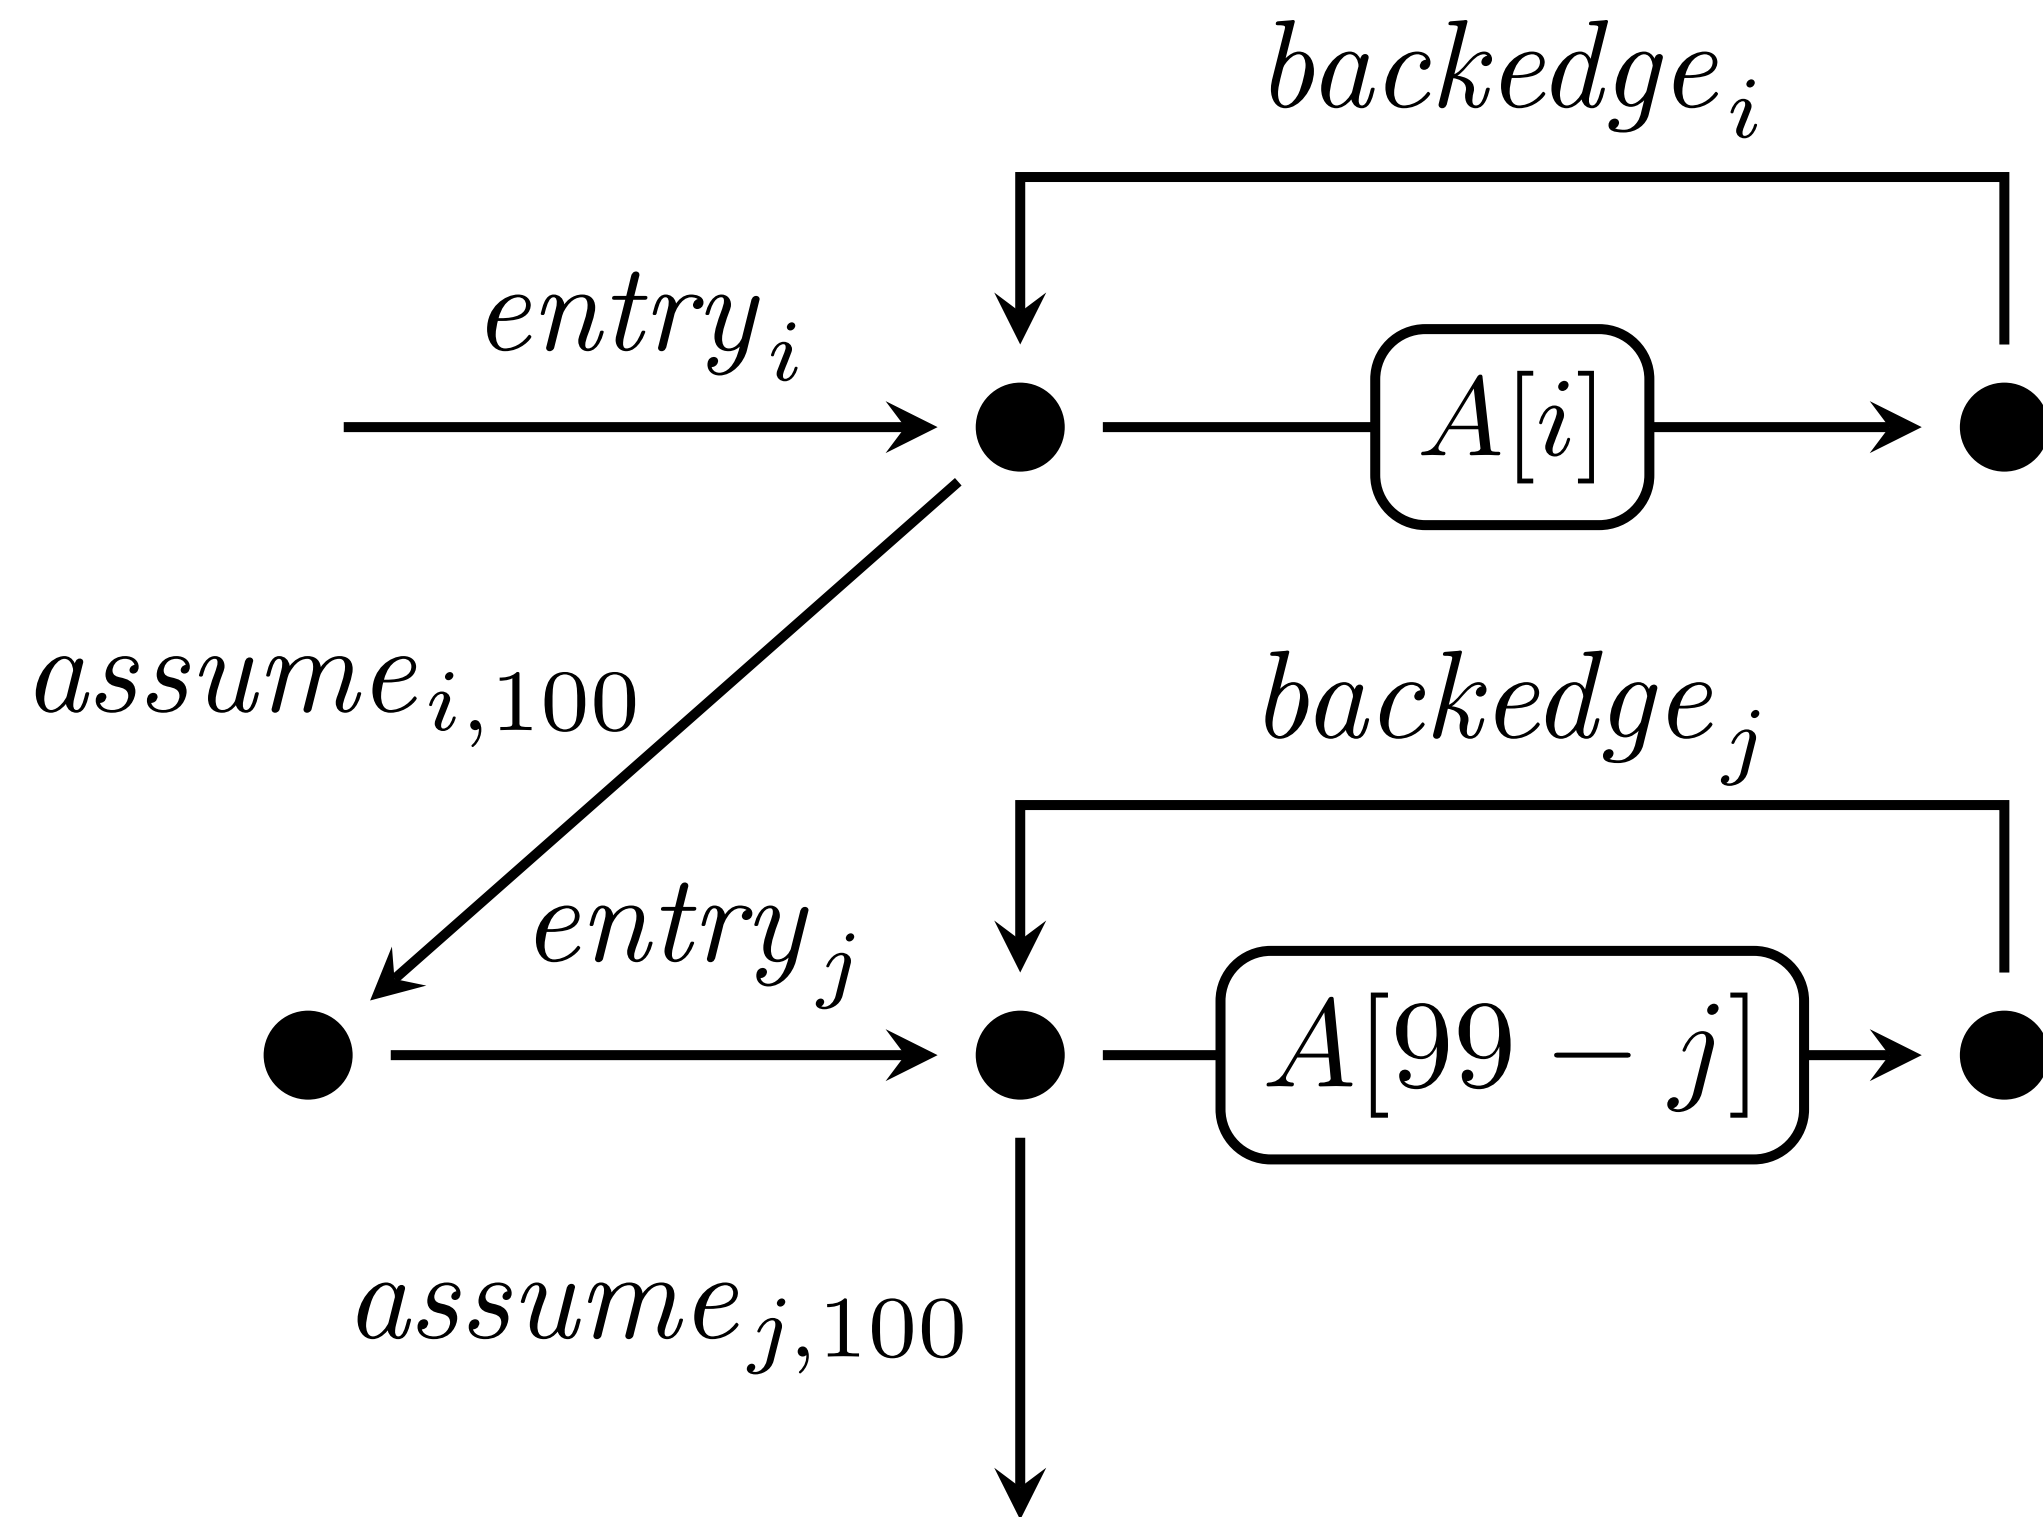 backedge_i
entry_i
A[i]
assume_{i,100}
backedge_j
entry_j
A[99 − j]
assume_{j,100}